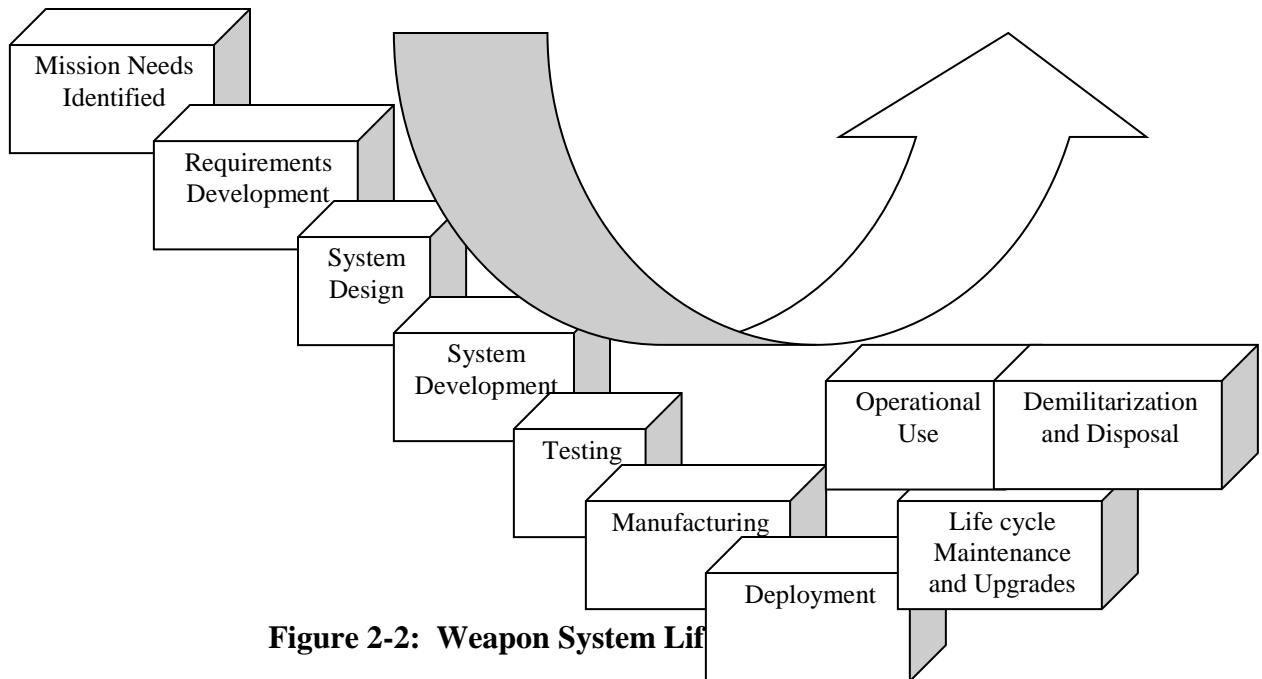 Mission Needs
Identified
Requirements
Development
System
Design
System
Development
Testing
Manufacturing
Deployment
Operational
Use
Demilitarization
and Disposal
Life cycle
Maintenance
and Upgrades
Figure 2-2: Weapon System